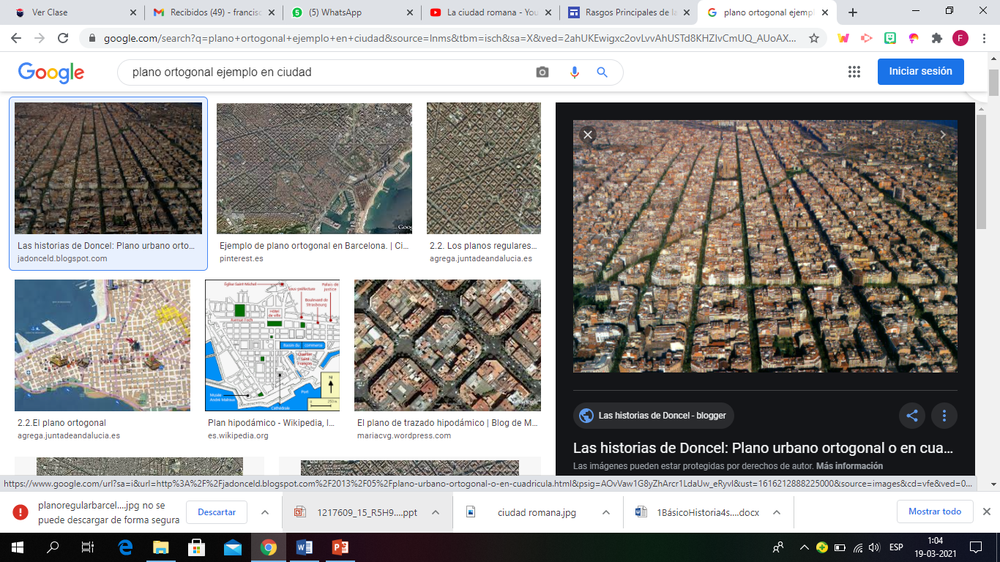 Ver Clase
Recibidos (49) - francisc
(5) WhatsApp
La ciudad romana - You
Rasgos Principales de la
plano ortogonal ejempl
google.com/search?q=plano+ortogonal+ejemplo+en+ciudad&source=lnms&tbm=isch&sa=X&ved=2ahUKEwigxc2ovLvvAhUSTd8KHZIvCmUQ_AUoAX...
F
Google
plano ortogonal ejemplo en ciudad
Iniciar sesión
Las historias de Doncel: Plano urbano orto...
jadonceld.blogspot.com
Ejemplo de plano ortogonal en Barcelona. | Ci...
pinterest.es
2.2. Los planos regulares...
agrega.juntadeandalucia.es
Église Saint-Michel
Sous-préfecture
Palais de
justice
Boulevard de
Strasbourg
Hôtel
de ville
Avenue Foch
Bassin du commerce
Quartier
Saint
François
Musée
André Malraux
Port
Cathédrale
N
2.2.El plano ortogonal
agrega.juntadeandalucia.es
Plan hipodámico - Wikipedia, l...
es.wikipedia.org
El plano de trazado hipodámico | Blog de M...
mariacvg.wordpress.com
Las historias de Doncel - blogger
Las historias de Doncel: Plano urbano ortogonal o en cua...
Las imágenes pueden estar protegidas por derechos de autor. Más información
https://www.google.com/url?sa=i&url=http%3A%2F%2Fjadonceld.blogspot.com%2F2013%2F05%2Fplano-urbano-ortogonal-o-en-cuadricula.html&psig=AOvVaw1G8yZhArcr1LdaUw_eRyvl&ust=1616212888225000&source=images&cd=vfe&ved=0...
planoregularbarcel....jpg no se
puede descargar de forma segura
Descartar
1217609_15_R5H9....ppt
ciudad romana.jpg
1BásicoHistoria4s....docx
Mostrar todo
ESP
1:04
19-03-2021